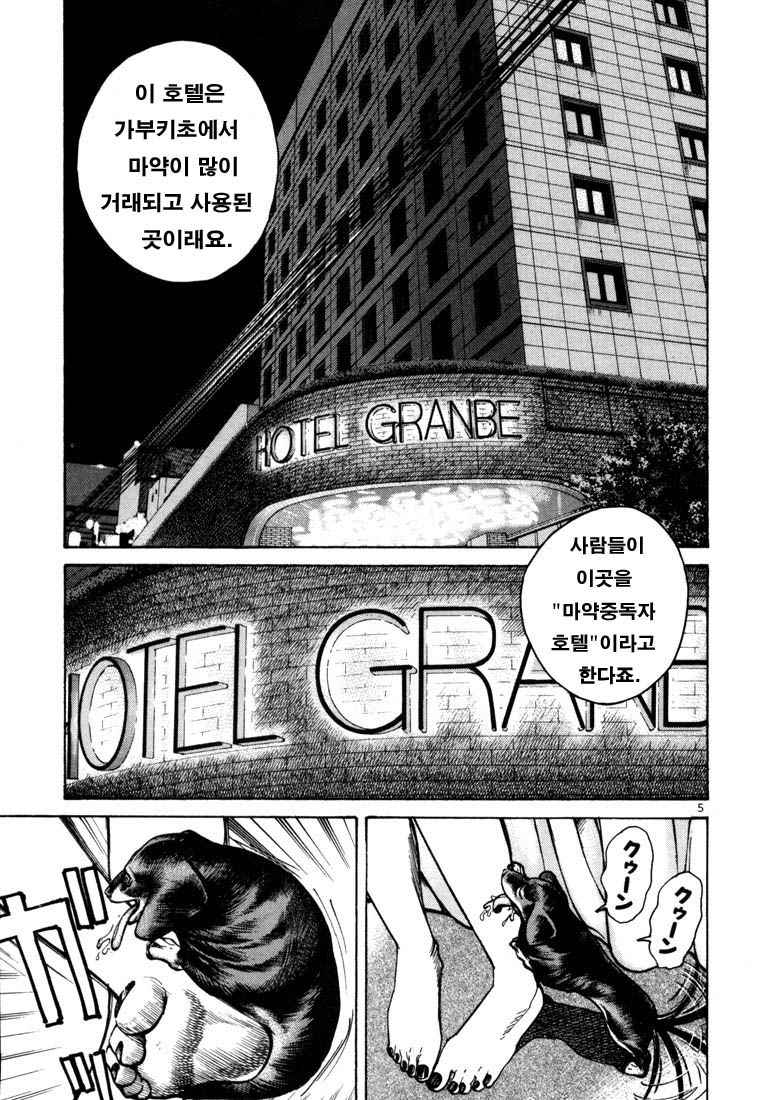 이 호텔은
가부키초에서
마약이 많이
거래되고 사용된
곳이래요.
HOTEL GRANBE
사람들이
이곳을
"마약중독자
호텔"이라고
한다죠.
HOTEL GRANB
5
クゥーン
クゥーン
ガッ